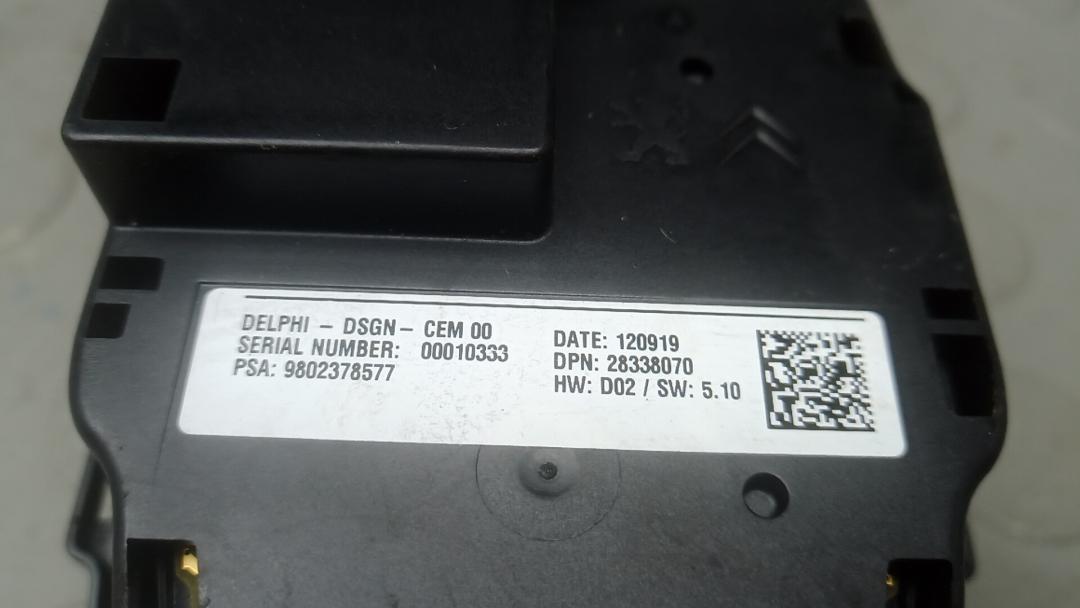 DELPHI - DSGN - CEM 00
SERIAL NUMBER: 00010333
PSA: 9802378577
DATE: 120919
DPN: 28338070
HW: D02 / SW: 5.10